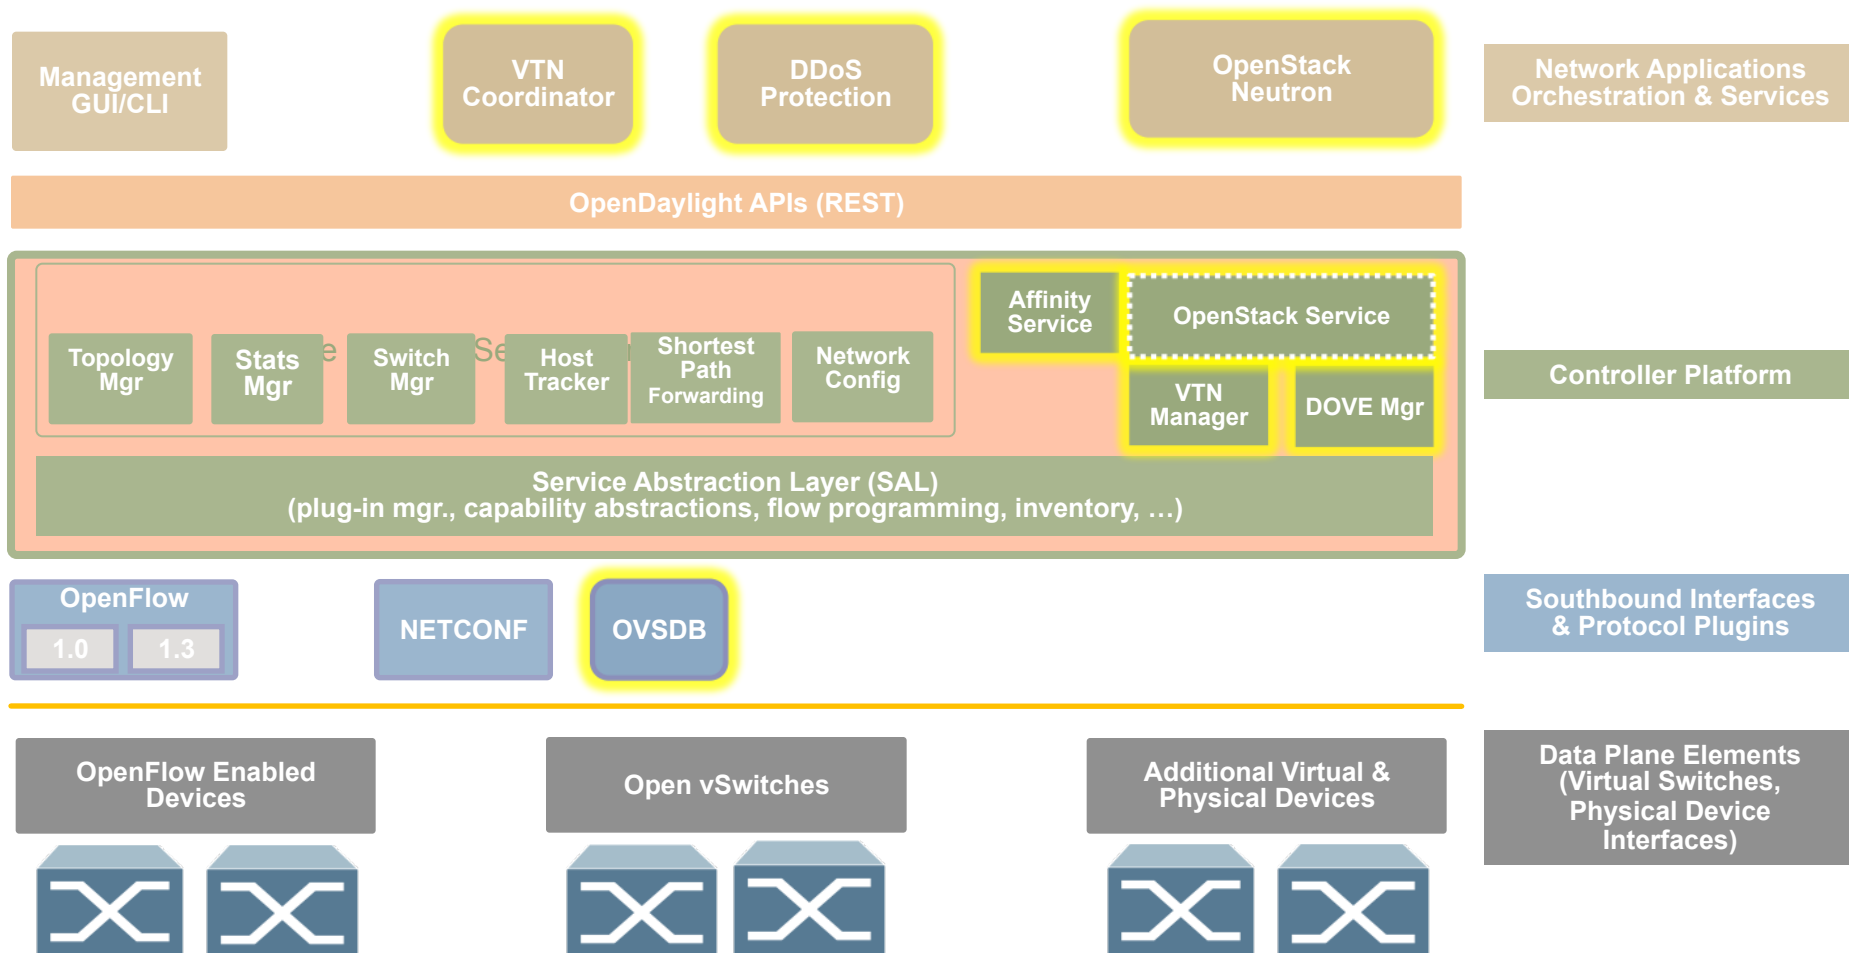 Management
GUI/CLI
VTN
Coordinator
DDoS
Protection
OpenStack
Neutron
Network Applications
Orchestration & Services
OpenDaylight APIs (REST)
Affinity
Service
OpenStack Service
Topology
Mgr
Stats
Mgr
Switch
Mgr
Host
Tracker
Shortest
Path
Forwarding
Network
Config
VTN
Manager
DOVE Mgr
Controller Platform
Service Abstraction Layer (SAL)
(plug-in mgr., capability abstractions, flow programming, inventory, …)
OpenFlow
1.0
1.3
NETCONF
OVSDB
Southbound Interfaces
& Protocol Plugins
OpenFlow Enabled
Devices
Open vSwitches
Additional Virtual &
Physical Devices
Data Plane Elements
(Virtual Switches,
Physical Device
Interfaces)